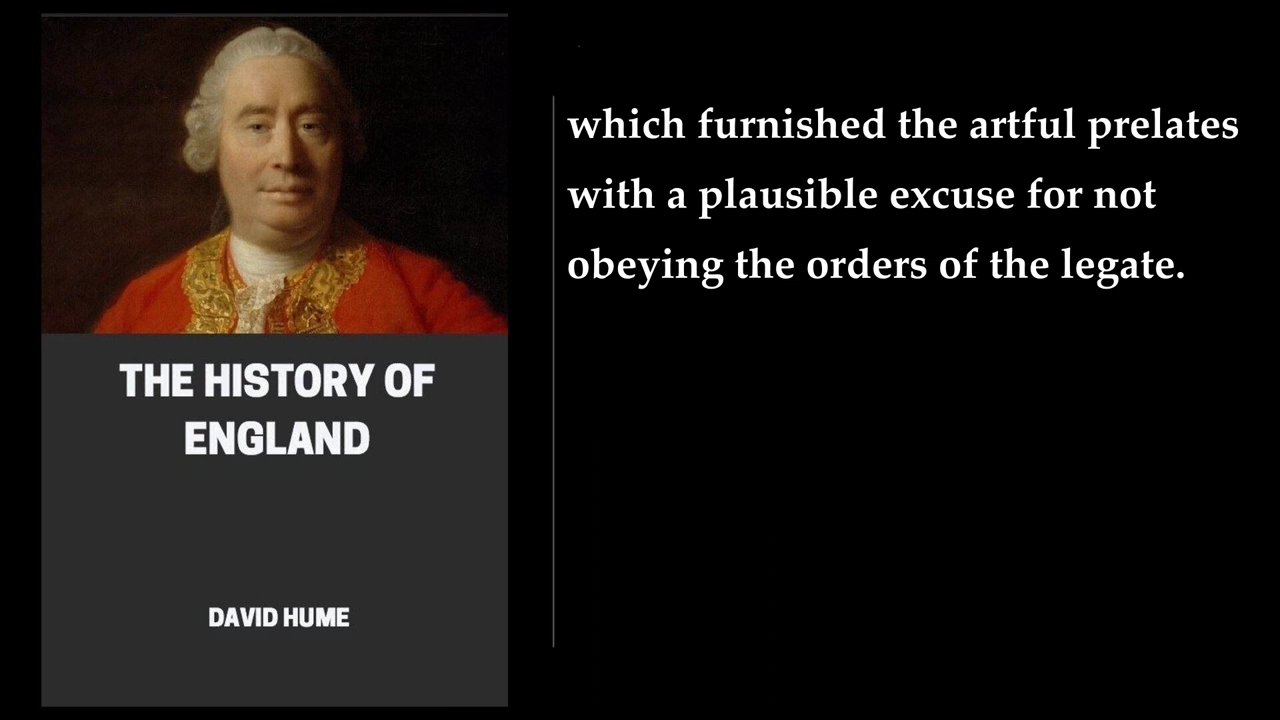 THE HISTORY OF
ENGLAND
DAVID HUME
which furnished the artful prelates
with a plausible excuse for not
obeying the orders of the legate.